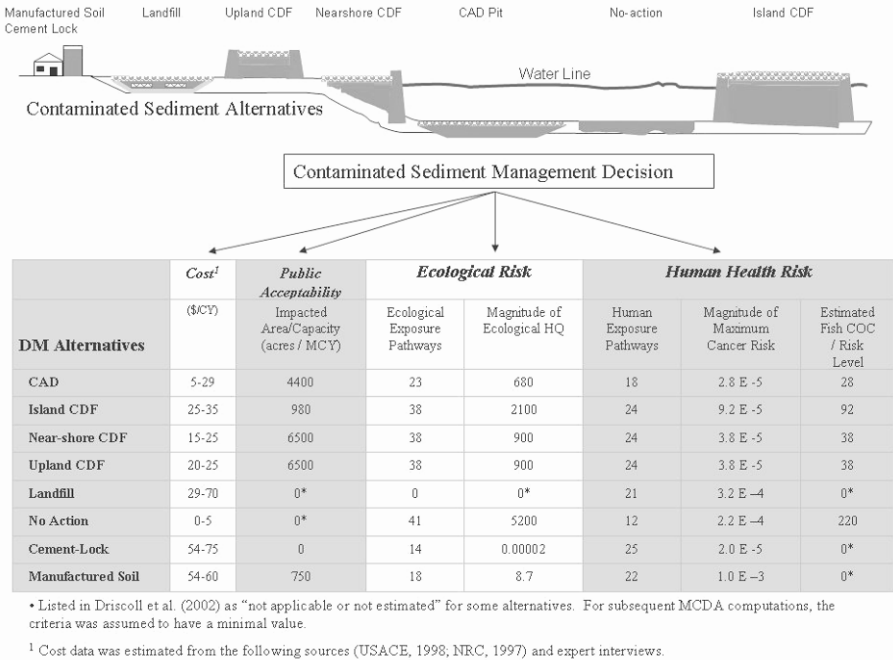 Manufactured Soil Landfill Upland CDF Nearshore CDF CAD Pit No-action Island CDF
Cement Lock
Water Line
Contaminated Sediment Alternatives
Contaminated Sediment Management Decision
Cost1 Public Ecological Risk Human Health Risk
Acceptability
($/CY) Impacted Ecological Magnitude of Human Magnitude of Estimated
Area/Capacity Exposure Ecological HQ Exposure Maximum Fish COC
(acres / MCY) Pathways Pathways Cancer Risk / Risk
DM Alternatives Level
CAD 5-29 4400 23 680 18 2.8 E -5 28
Island CDF 25-35 980 38 2100 24 9.2 E -5 92
Near-shore CDF 15-25 6500 38 900 24 3.8 E -5 38
Upland CDF 20-25 6500 38 900 24 3.8 E -5 38
Landfill 29-70 0* 0 0* 21 3.2 E –4 0*
No Action 0-5 0* 41 5200 12 2.2 E –4 220
Cement-Lock 54-75 0 14 0.00002 25 2.0 E -5 0*
Manufactured Soil 54-60 750 18 8.7 22 1.0 E –3 0*
• Listed in Driscoll et al. (2002) as “not applicable or not estimated” for some alternatives. For subsequent MCDA computations, the
criteria was assumed to have a minimal value.
1 Cost data was estimated from the following sources (USACE, 1998; NRC, 1997) and expert interviews.